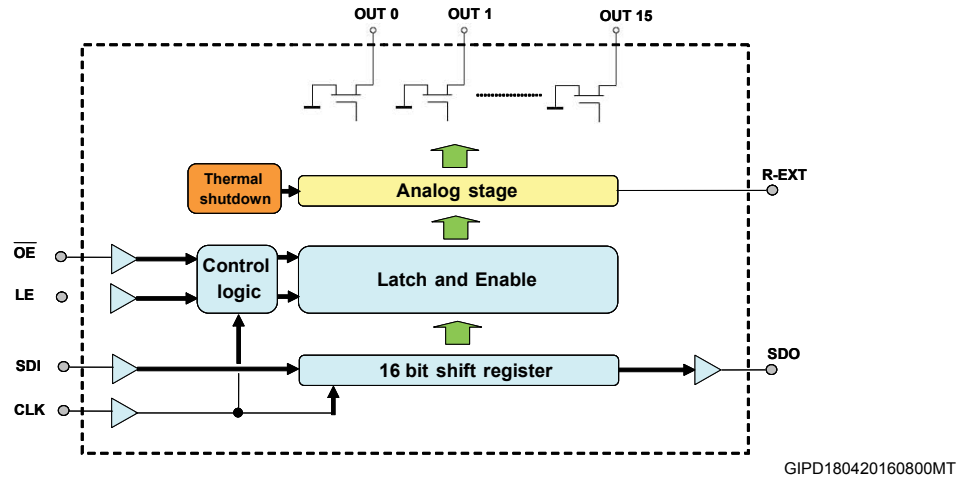 OUT 0
OUT 1
OUT 15
Thermal
shutdown
Analog stage
R-EXT
OE
LE
Control
logic
Latch and Enable
SDI
16 bit shift register
SDO
CLK
GIPD180420160800MT